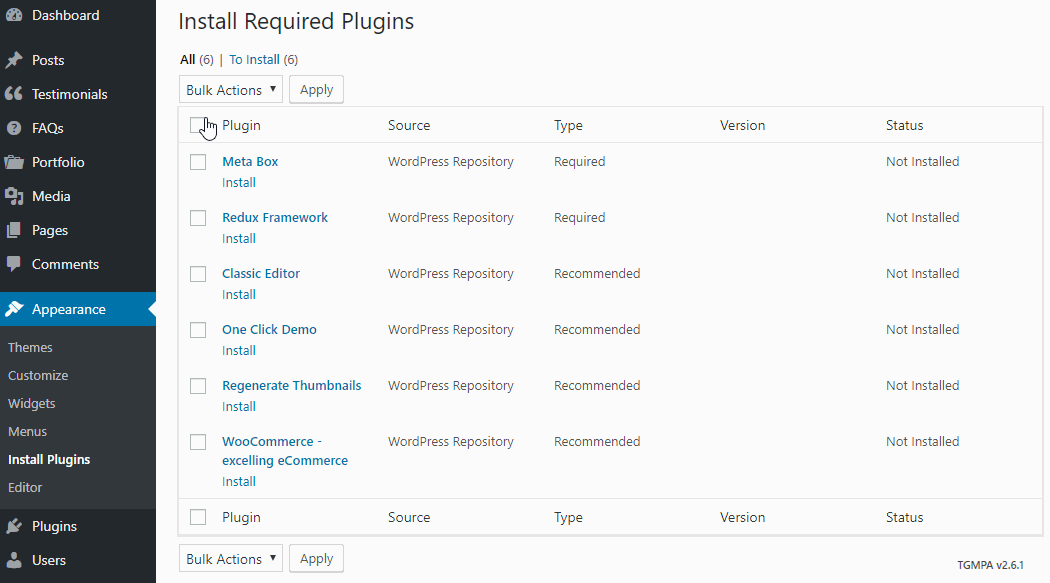 Dashboard
Posts
Testimonials
FAQs
Portfolio
Media
Pages
Comments
Appearance
Themes
Customize
Widgets
Menus
Install Plugins
Editor
Plugins
Users
Install Required Plugins
All (6) | To Install (6)
Bulk Actions Apply
Plugin Source Type Version Status
Meta Box WordPress Repository Required Not Installed
Install
Redux Framework WordPress Repository Required Not Installed
Install
Classic Editor WordPress Repository Recommended Not Installed
Install
One Click Demo WordPress Repository Recommended Not Installed
Install
Regenerate Thumbnails WordPress Repository Recommended Not Installed
Install
WooCommerce - WordPress Repository Recommended Not Installed
excelling eCommerce
Install
Plugin Source Type Version Status
Bulk Actions Apply
TGMPA v2.6.1